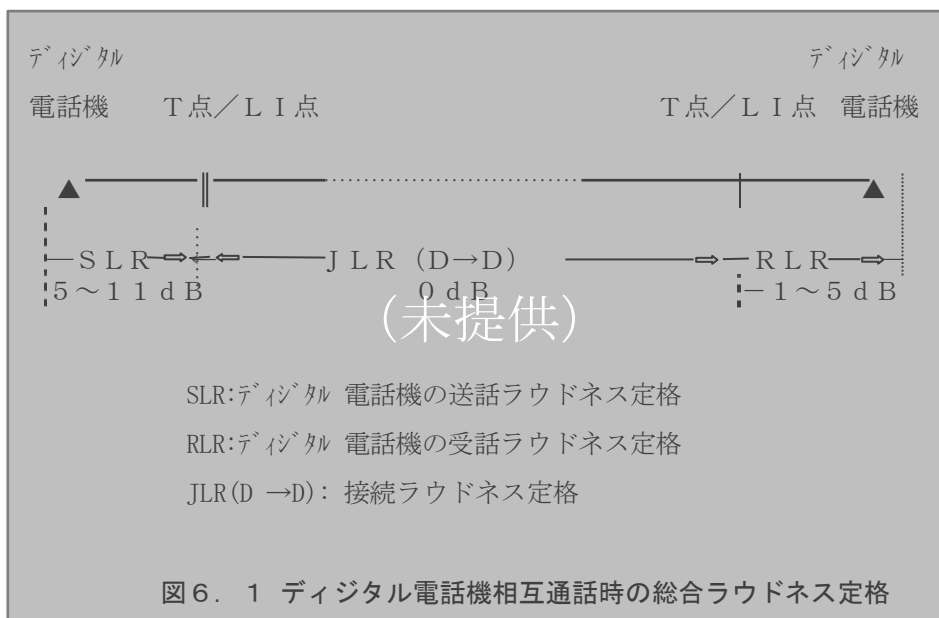 ディジタル ディジタル
電話機 T点/LI点 T点/LI点 電話機
SLR JLR (D→D) RLR
5~11dB 0dB -1~5dB
(未提供)
SLR:ディジタル 電話機の送話ラウドネス定格
RLR:ディジタル 電話機の受話ラウドネス定格
JLR(D →D): 接続ラウドネス定格
図6. 1 ディジタル電話機相互通話時の総合ラウドネス定格